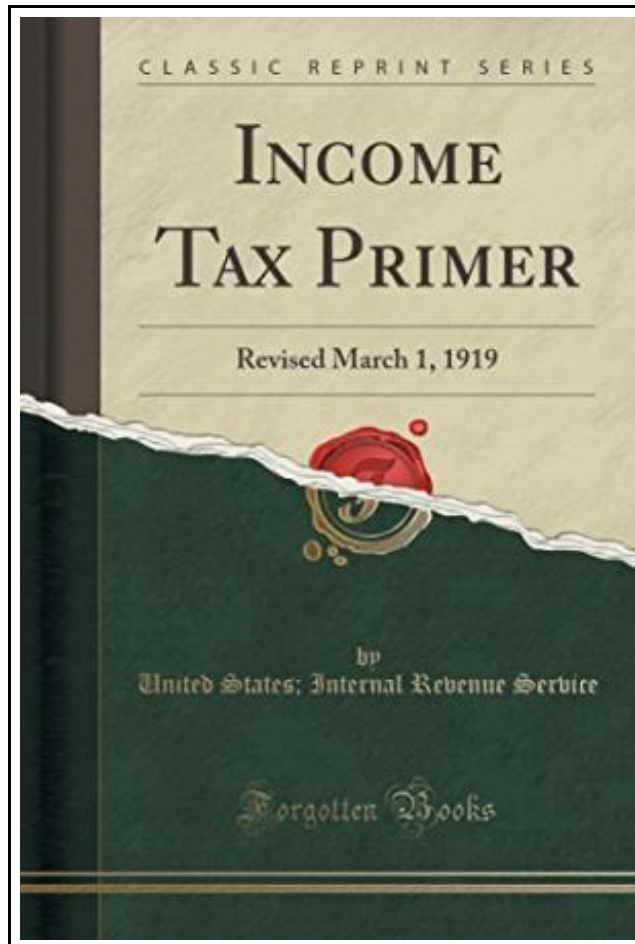 CLASSIC REPRINT SERIES
INCOME
TAX PRIMER
Revised March 1, 1919
by
United States; Internal Revenue Service
Forgotten Books